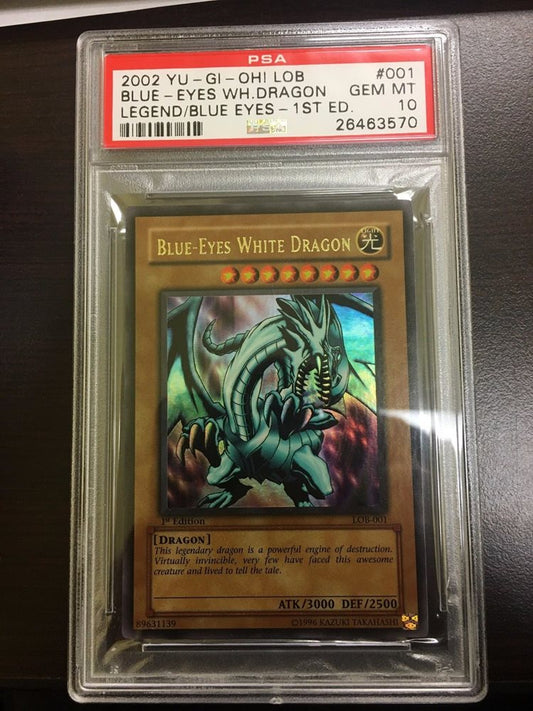 PSA
2002 YU-GI-OH! LOB #001
BLUE-EYES WH.DRAGON GEM MT
LEGEND/BLUE EYES-1ST ED. 10
26463570
BLUE-EYES WHITE DRAGON
LIGHT
光
1st Edition LOB-001
[DRAGON]
This legendary dragon is a powerful engine of destruction.
Virtually invincible, very few have faced this awesome
creature and lived to tell the tale.
ATK/3000 DEF/2500
89631139 ©1996 KAZUKI TAKAHASHI